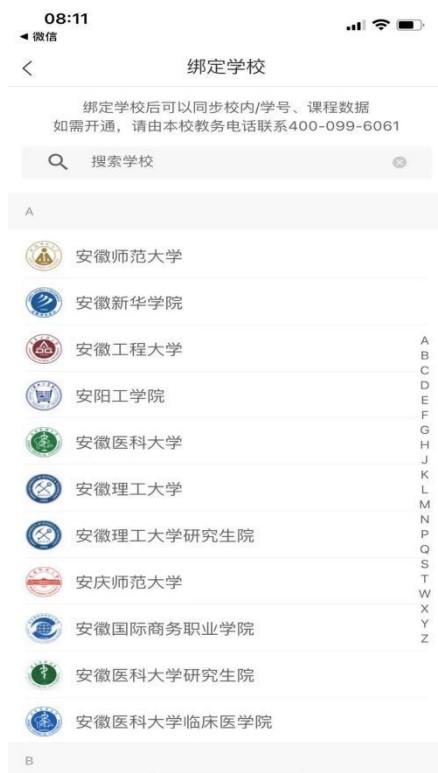 08:11
◀ 微信
绑定学校
绑定学校后可以同步校内/学号、课程数据
如需开通，请由本校教务电话联系400-099-6061
搜索学校
A
安徽师范大学
安徽新华学院
安徽工程大学
安阳工学院
安徽医科大学
安徽理工大学
安徽理工大学研究生院
安庆师范大学
安徽国际商务职业学院
安徽医科大学研究生院
安徽医科大学临床医学院
B
A
B
C
D
E
F
G
H
J
K
L
M
N
P
Q
S
T
W
X
Y
Z